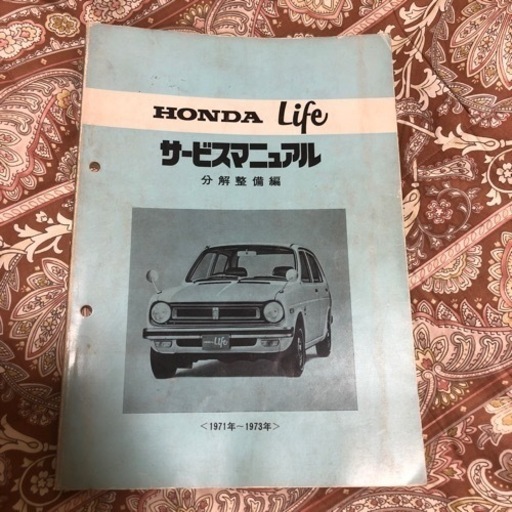 HONDA Life
サービスマニュアル
分解整備編
Life
<1971年~1973年>